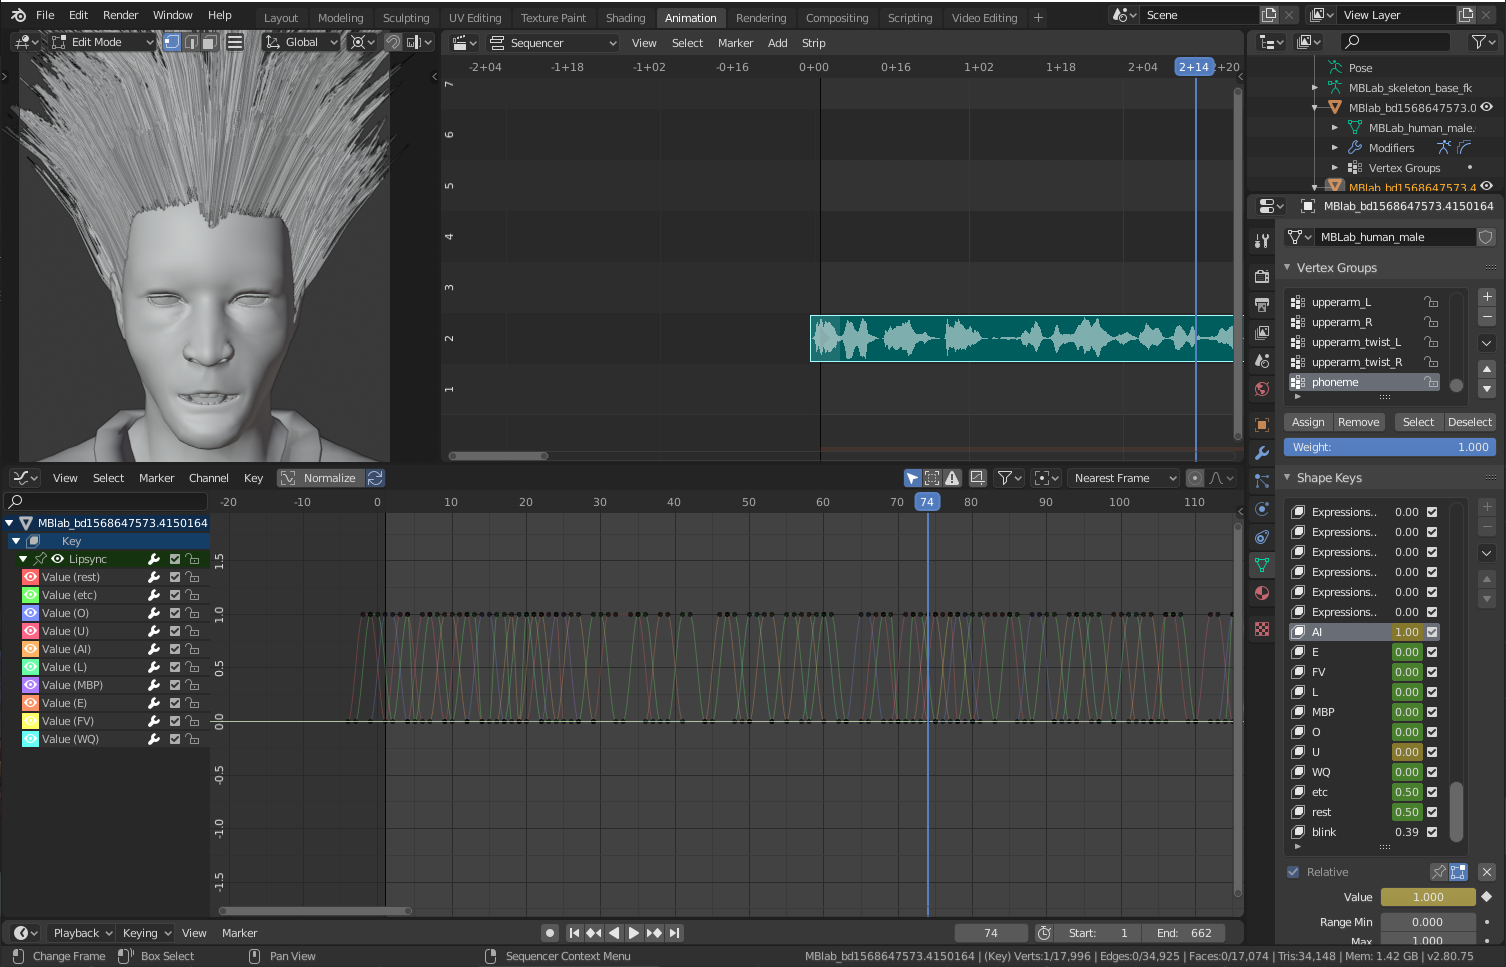 File Edit Render Window Help Layout Modeling Sculpting UV Editing Texture Paint Shading Animation Rendering Compositing Scripting Video Editing + Scene View Layer
Edit Mode Global Sequencer View Select Marker Add Strip
-2+04 -1+18 -1+02 -0+16 0+00 0+16 1+02 1+18 2+04 2+14 2+20
7
6
5
4
3
2
1
Pose
MBLab_skeleton_base_fk
MBlab_bd1568647573.0
MBLab_human_male.
Modifiers
Vertex Groups
MBlab_bd1568647573.4
MBlab_bd1568647573.4150164
MBLab_human_male
Vertex Groups
upperarm_L
upperarm_R
upperarm_twist_L
upperarm_twist_R
phoneme
Assign Remove Select Deselect
Weight: 1.000
Shape Keys
Expressions.. 0.00
Expressions.. 0.00
Expressions.. 0.00
Expressions.. 0.00
Expressions.. 0.00
Expressions.. 0.00
AI 1.00
E 0.00
FV 0.00
L 0.00
MBP 0.00
O 0.00
U 0.00
WQ 0.00
etc 0.50
rest 0.50
blink 0.39
Relative
Value 1.000
Range Min 0.000
Max 1.000
View Select Marker Channel Key Normalize Nearest Frame
-20 -10 0 10 20 30 40 50 60 70 74 80 90 100 110
MBlab_bd1568647573.4150164
Key
Lipsync
Value (rest)
Value (etc)
Value (O)
Value (U)
Value (AI)
Value (L)
Value (MBP)
Value (E)
Value (FV)
Value (WQ)
1.5
1.0
0.5
0.0
-0.5
-1.0
-1.5
Playback Keying View Marker 74 Start: 1 End: 662
Change Frame Box Select Pan View Sequencer Context Menu MBlab_bd1568647573.4150164 | (Key) Verts:1/17,996 | Edges:0/34,925 | Faces:0/17,074 | Tris:34,148 | Mem: 1.42 GB | v2.80.75